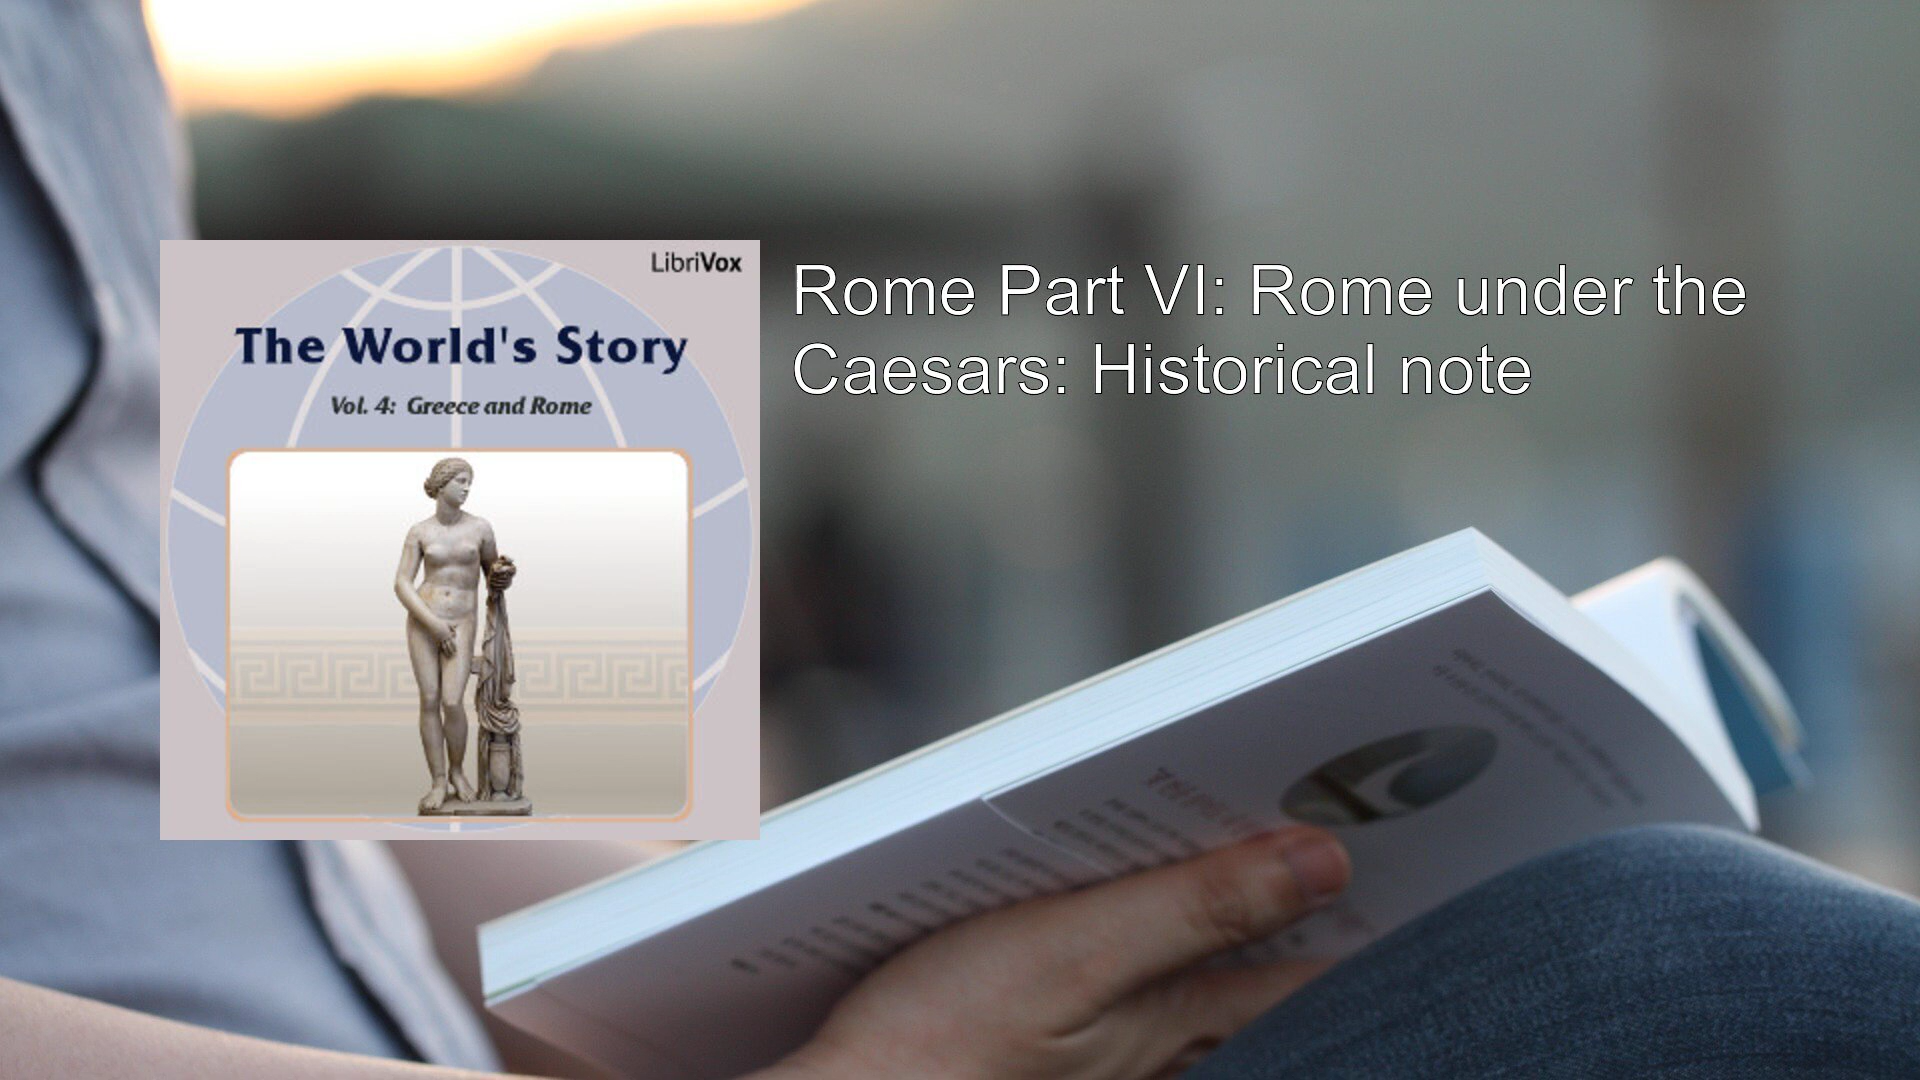 LibriVox
The World's Story
Vol. 4: Greece and Rome
Rome Part VI: Rome under the
Caesars: Historical note